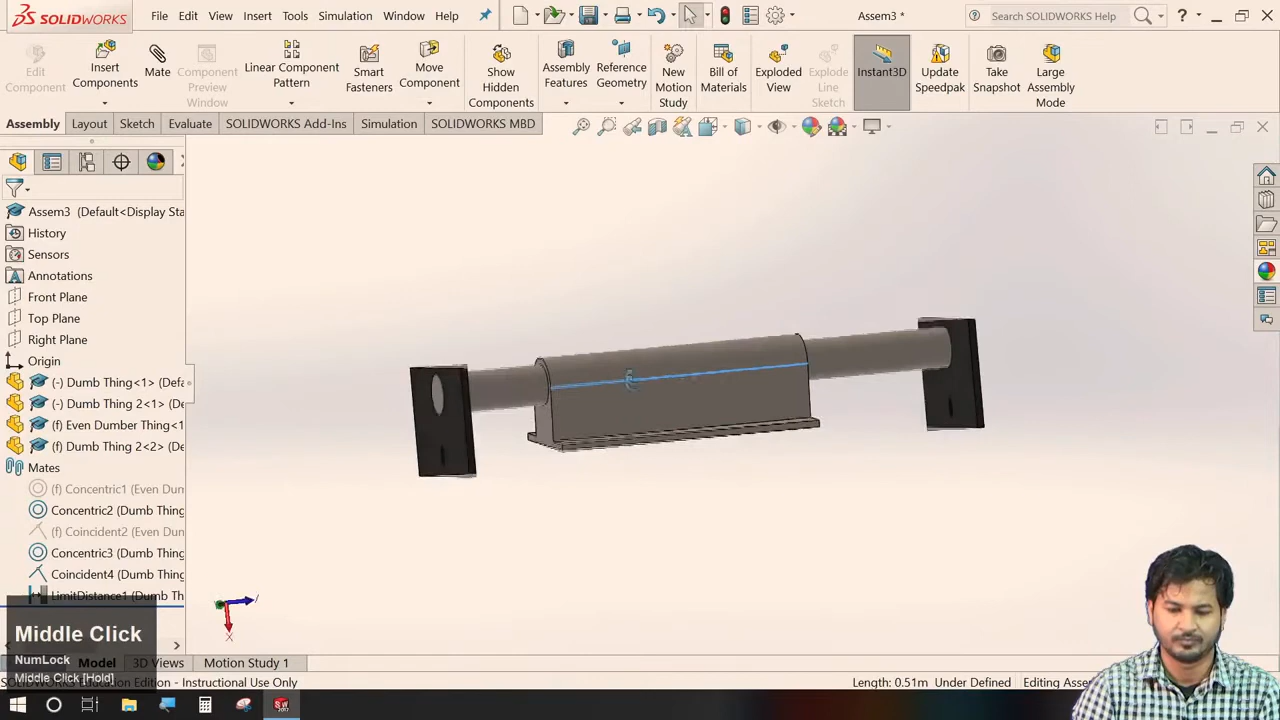 SOLIDWORKS
File Edit View Insert Tools Simulation Window Help
Assem3 *
Search SOLIDWORKS Help
Edit Component
Insert Components
Mate
Component Preview Window
Linear Component Pattern
Smart Fasteners
Move Component
Show Hidden Components
Assembly Features
Reference Geometry
New Motion Study
Bill of Materials
Exploded View
Explode Line Sketch
Instant3D
Update Speedpak
Take Snapshot
Large Assembly Mode
Assembly Layout Sketch Evaluate SOLIDWORKS Add-Ins Simulation SOLIDWORKS MBD
Assem3 (Default<Display Sta
History
Sensors
Annotations
Front Plane
Top Plane
Right Plane
Origin
(-) Dumb Thing<1> (Defa
(-) Dumb Thing 2<1> (De
(f) Even Dumber Thing<1
(f) Dumb Thing 2<2> (De
Mates
(f) Concentric1 (Even Dum
Concentric2 (Dumb Thing
(f) Coincident2 (Even Dum
Concentric3 (Dumb Thing
Coincident4 (Dumb Thing
LimitDistance1 (Dumb Th
Middle Click
NumLock
Middle Click [Hold]
Model 3D Views Motion Study 1
Education Edition - Instructional Use Only
Length: 0.51m Under Defined Editing Assem